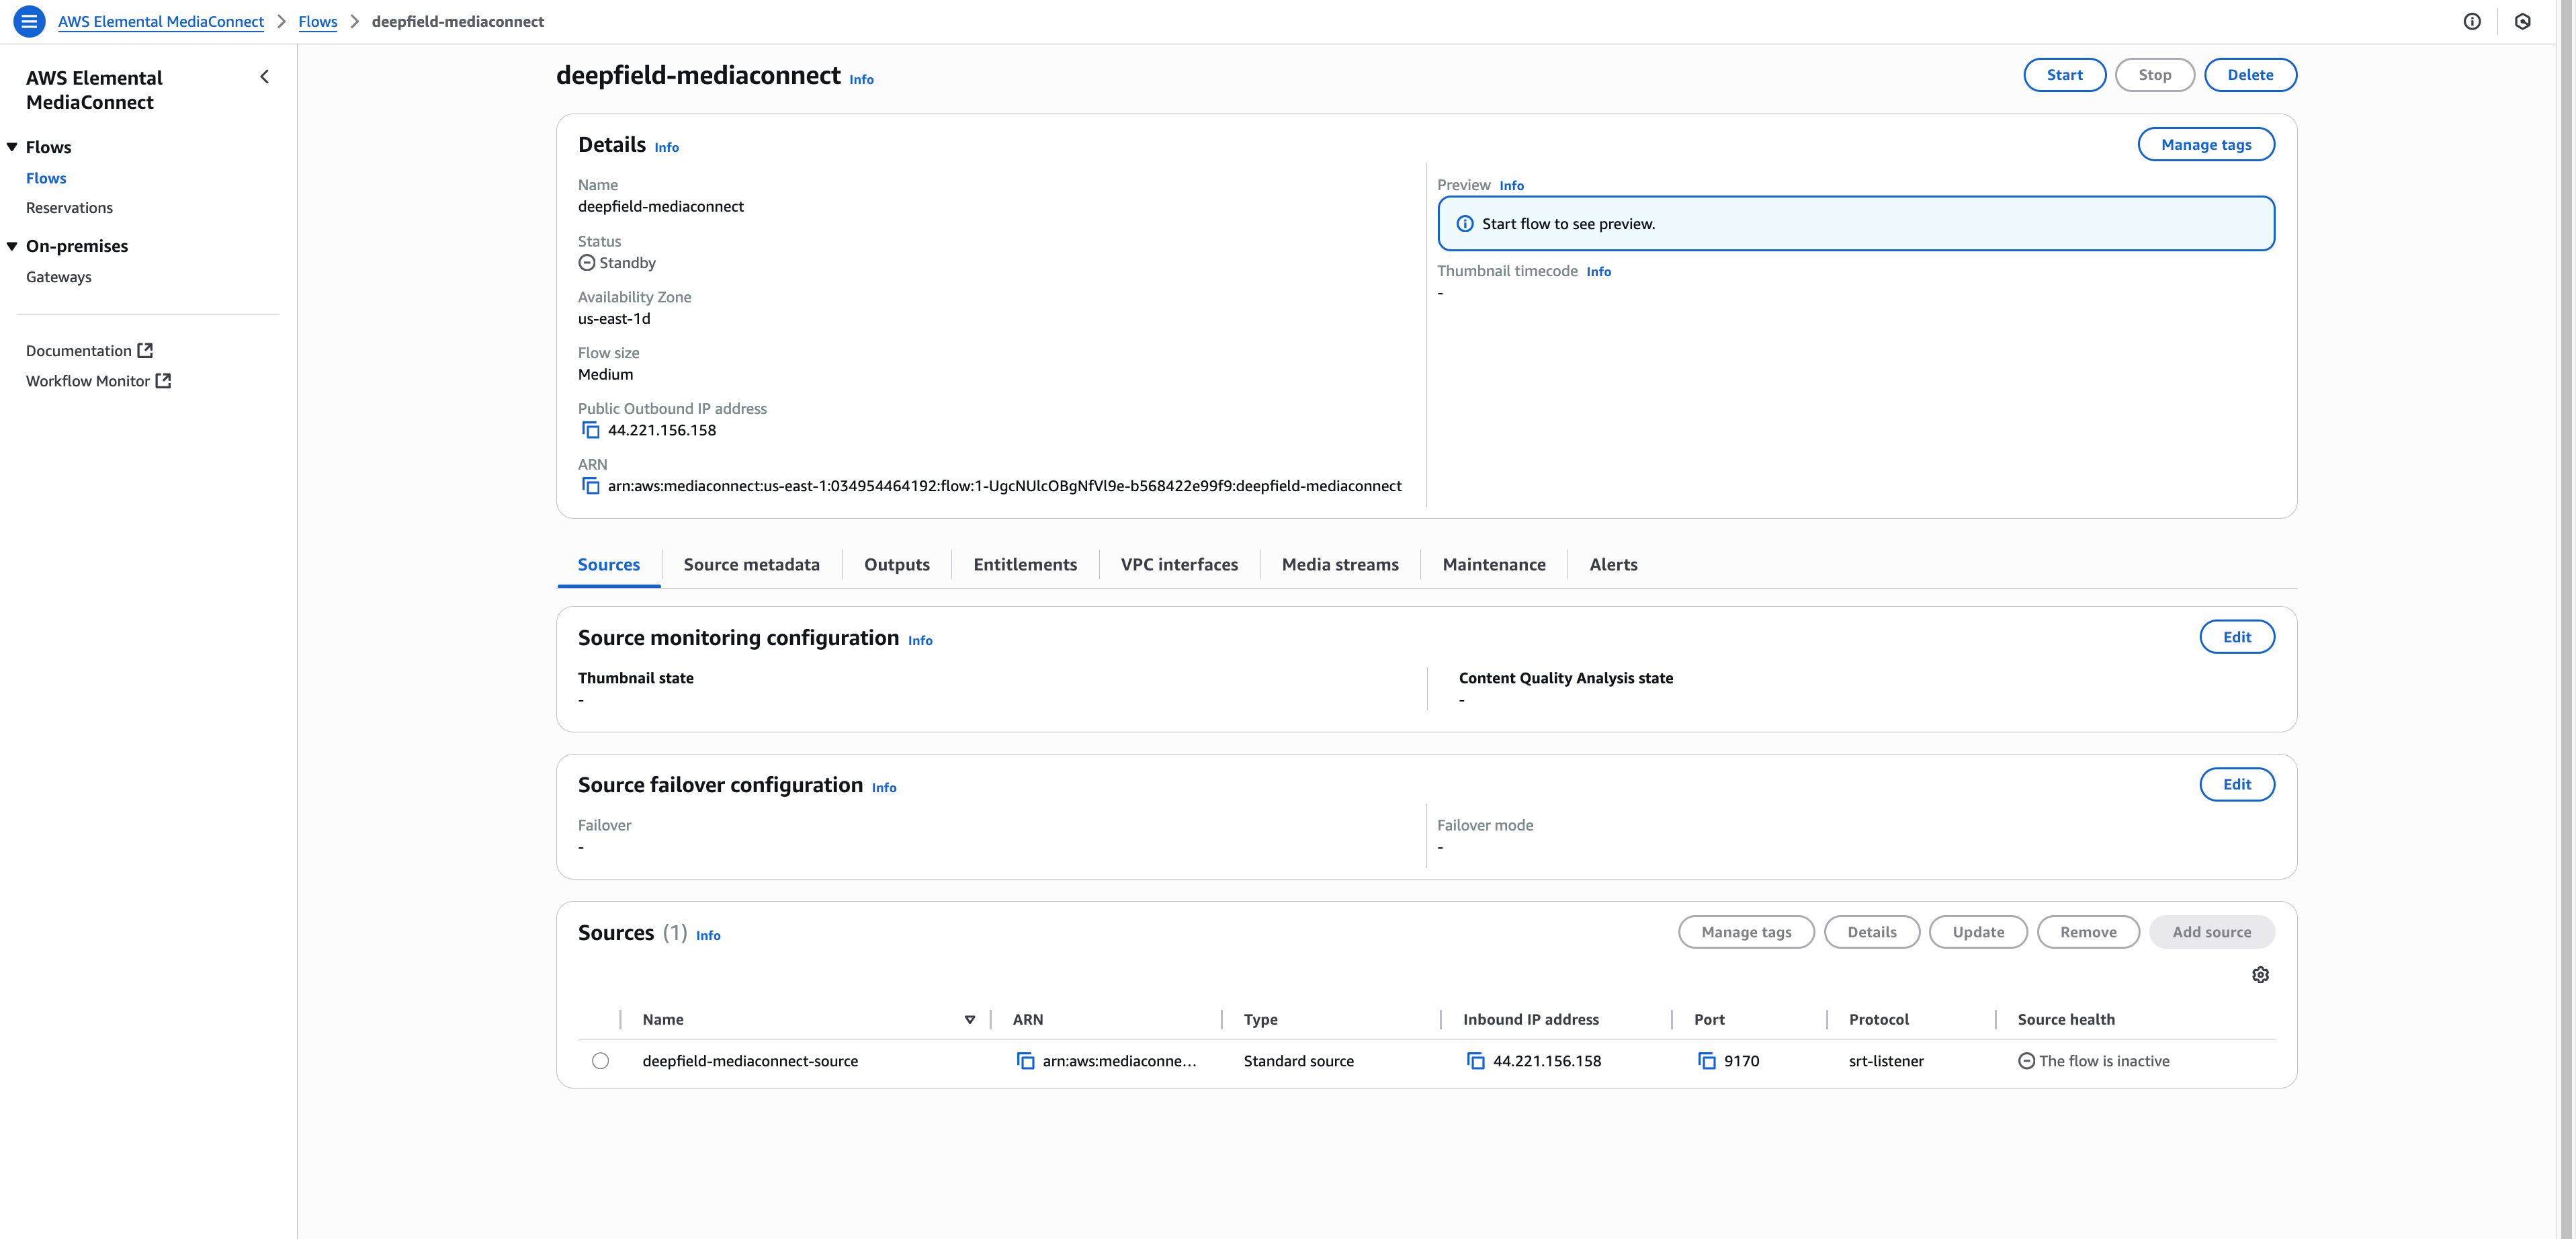 AWS Elemental MediaConnect > Flows > deepfield-mediaconnect
AWS Elemental
MediaConnect
Flows
Flows
Reservations
On-premises
Gateways
Documentation
Workflow Monitor
deepfield-mediaconnect Info
Start Stop Delete
Details Info
Manage tags
Name
deepfield-mediaconnect
Status
Standby
Availability Zone
us-east-1d
Flow size
Medium
Public Outbound IP address
44.221.156.158
ARN
arn:aws:mediaconnect:us-east-1:034954464192:flow:1-UgcNUlcOBgNfVl9e-b568422e99f9:deepfield-mediaconnect
Preview Info
Start flow to see preview.
Thumbnail timecode Info
-
Sources Source metadata Outputs Entitlements VPC interfaces Media streams Maintenance Alerts
Source monitoring configuration Info
Edit
Thumbnail state
-
Content Quality Analysis state
-
Source failover configuration Info
Edit
Failover
-
Failover mode
-
Sources (1) Info
Manage tags Details Update Remove Add source
Name ARN Type Inbound IP address Port Protocol Source health
deepfield-mediaconnect-source arn:aws:mediaconne... Standard source 44.221.156.158 9170 srt-listener The flow is inactive